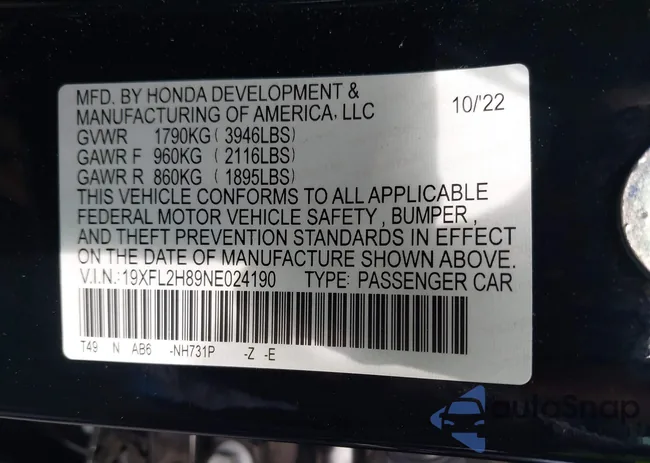 MFD. BY HONDA DEVELOPMENT &
MANUFACTURING OF AMERICA, LLC
10/'22
GVWR 1790KG ( 3946LBS)
GAWR F 960KG ( 2116LBS)
GAWR R 860KG ( 1895LBS)
THIS VEHICLE CONFORMS TO ALL APPLICABLE
FEDERAL MOTOR VEHICLE SAFETY , BUMPER ,
AND THEFT PREVENTION STANDARDS IN EFFECT
ON THE DATE OF MANUFACTURE SHOWN ABOVE.
V.I.N.:19XFL2H89NE024190 TYPE: PASSENGER CAR
T49 N AB6 -NH731P -Z -E
autoSnap